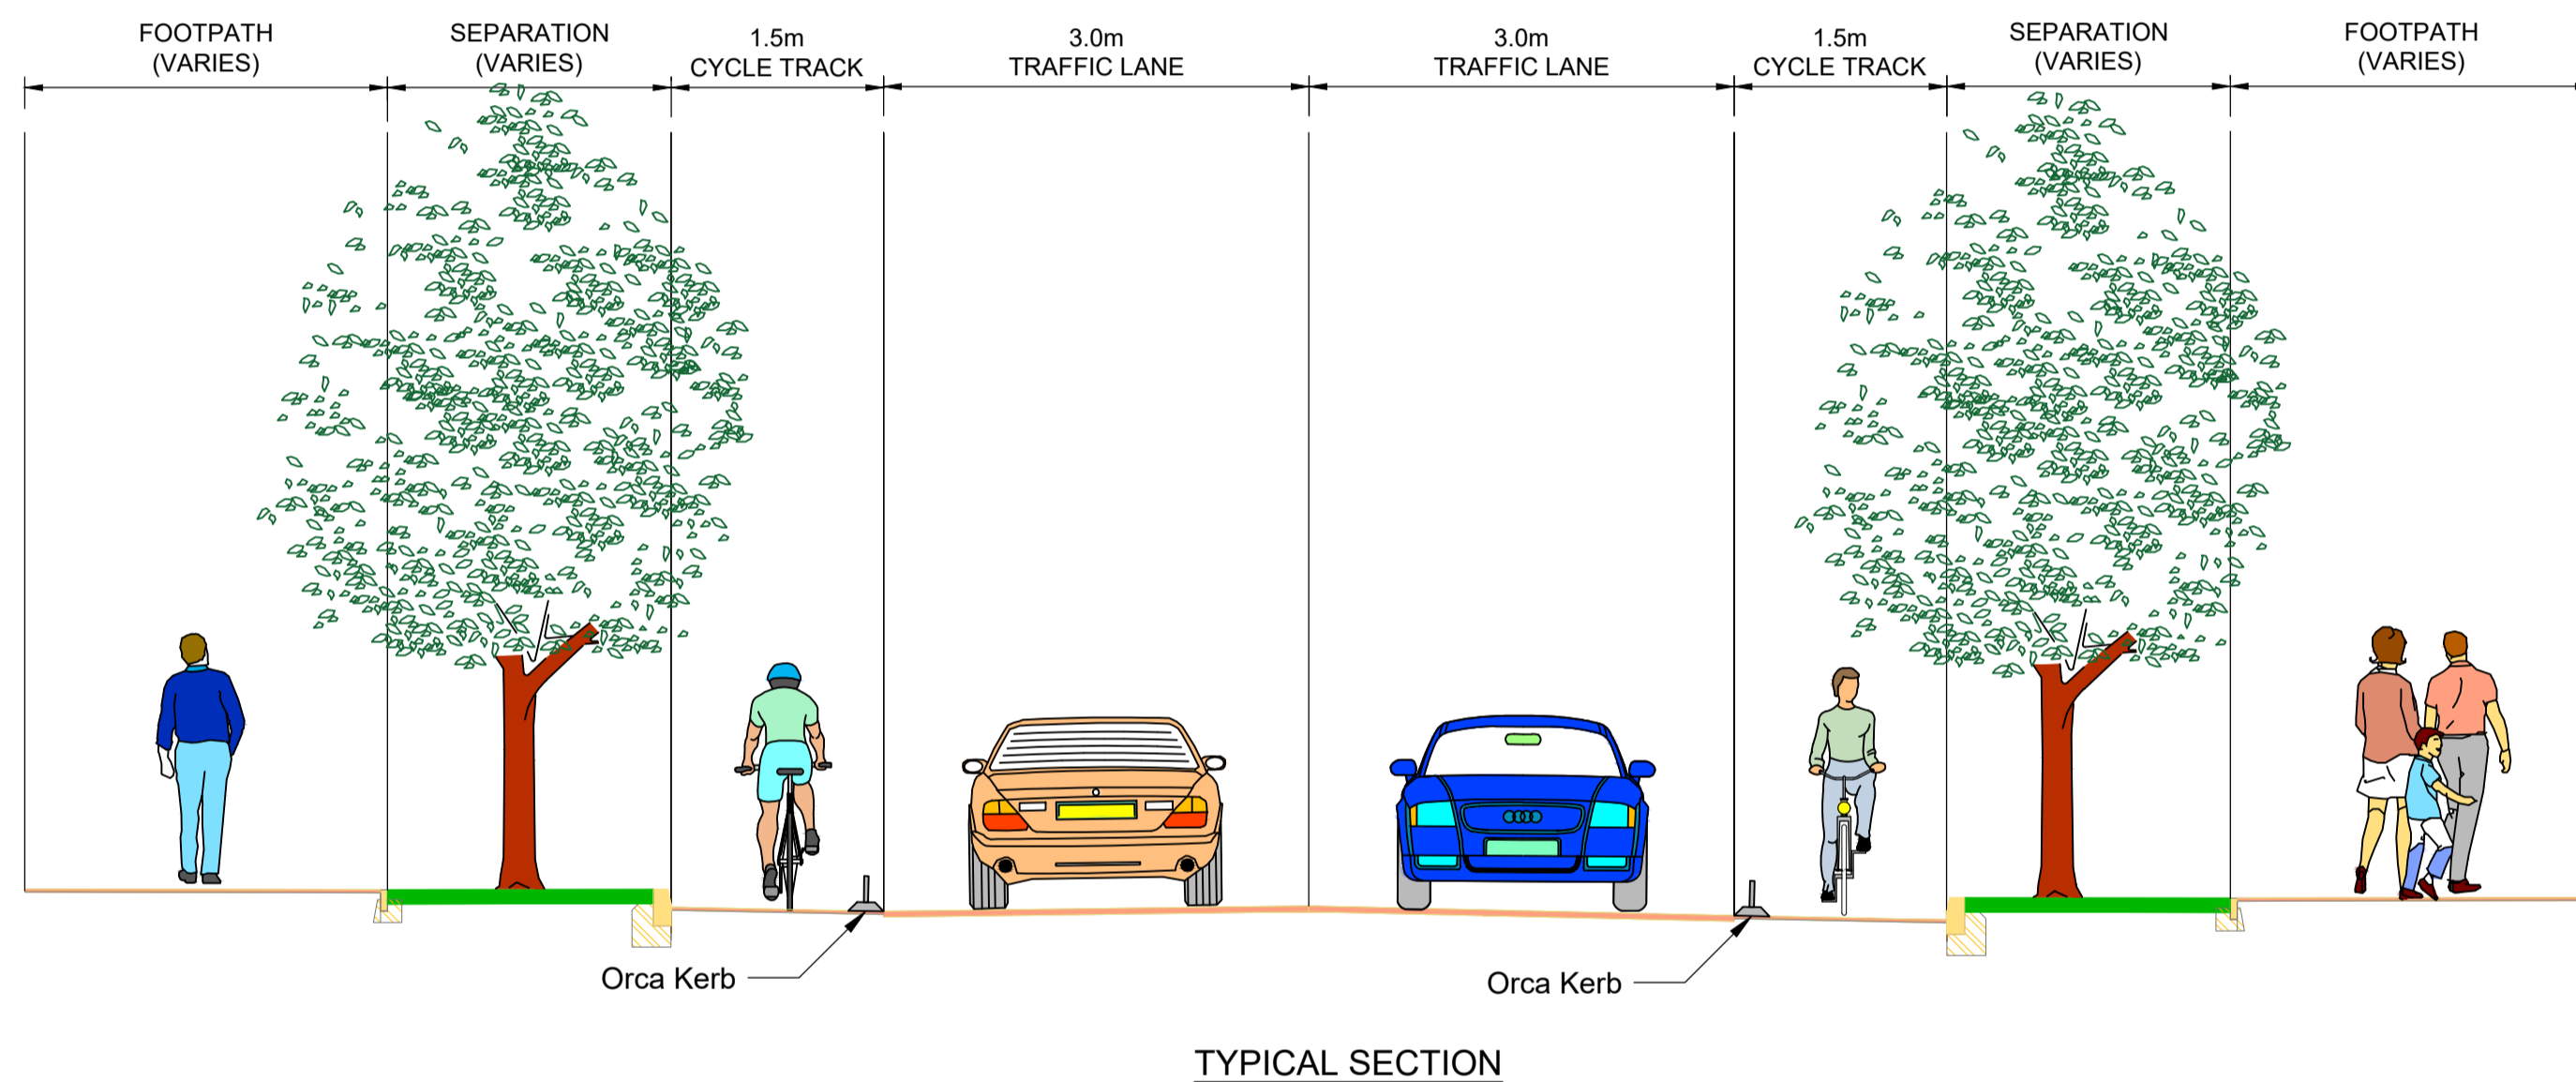 FOOTPATH
(VARIES)
SEPARATION
(VARIES)
1.5m
CYCLE TRACK
3.0m
TRAFFIC LANE
3.0m
TRAFFIC LANE
1.5m
CYCLE TRACK
SEPARATION
(VARIES)
FOOTPATH
(VARIES)
Orca Kerb
Orca Kerb
TYPICAL SECTION